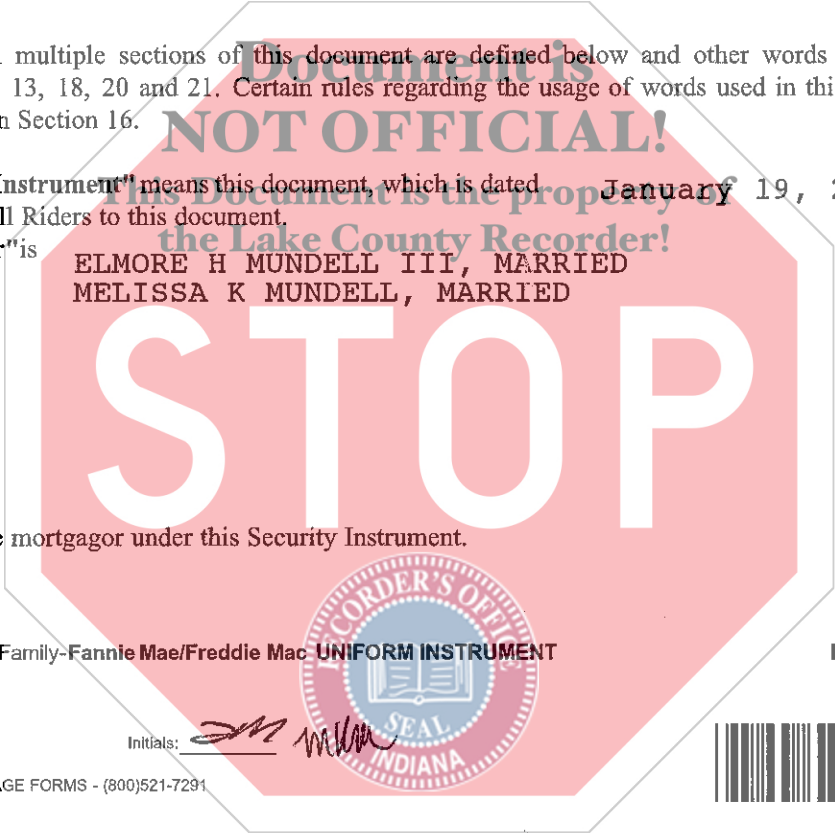 multiple sections of this document are defined below and other words
13, 18, 20 and 21. Certain rules regarding the usage of words used in thi
n Section 16.
Document is
NOT OFFICIAL!
This Document is the property of
the Lake County Recorder!
Instrument" means this document, which is dated January 19, 2
ll Riders to this document.
r" is
ELMORE H MUNDELL III, MARRIED
MELISSA K MUNDELL, MARRIED
STOP
e mortgagor under this Security Instrument.
RECORDER'S OFFICE
SEAL
INDIANA
Family-Fannie Mae/Freddie Mac UNIFORM INSTRUMENT
Initials:
AGE FORMS - (800)521-7291